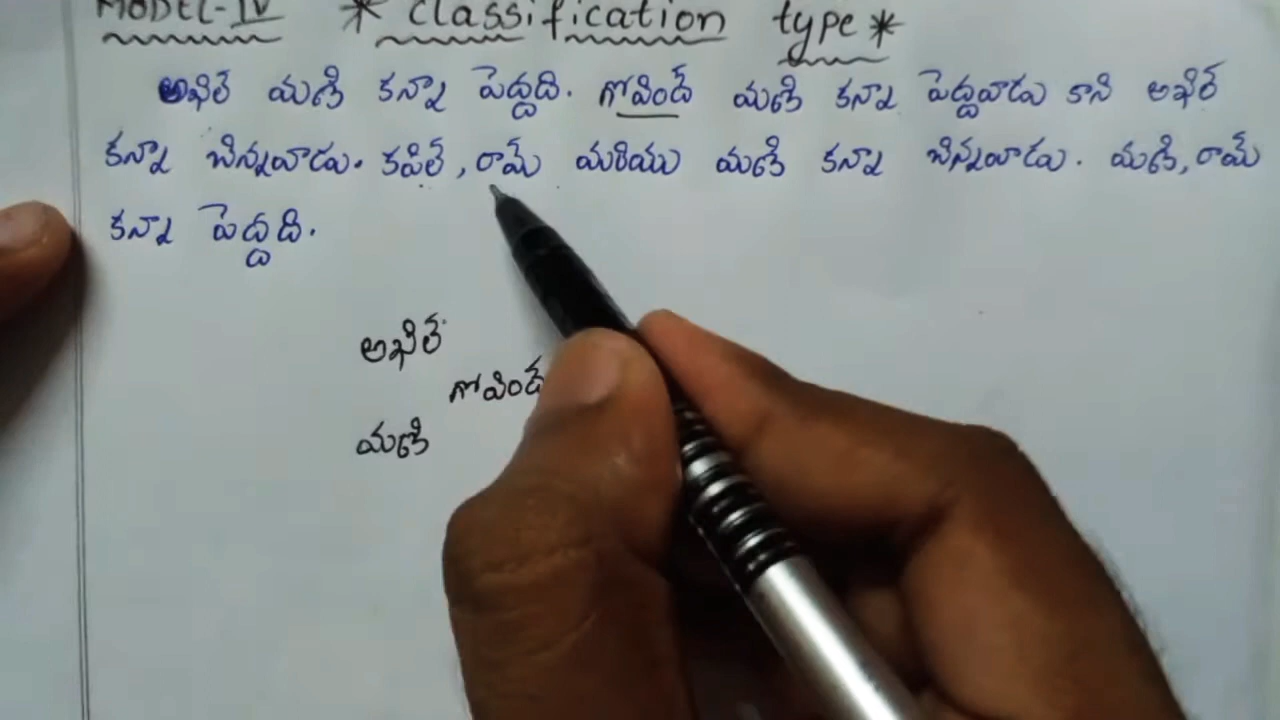 MODEL-IV * classification type *
అఖిల్ మణి కన్నా పెద్దది. గోవింద్ మణి కన్నా పెద్దవాడు కాని అఖిల్
కన్నా చిన్నవాడు. కపిల్, రామ్ మరియు మణి కన్నా చిన్నవాడు. మణి, రామ్
కన్నా పెద్దది.
అఖిల్
గోవింద్
మణి